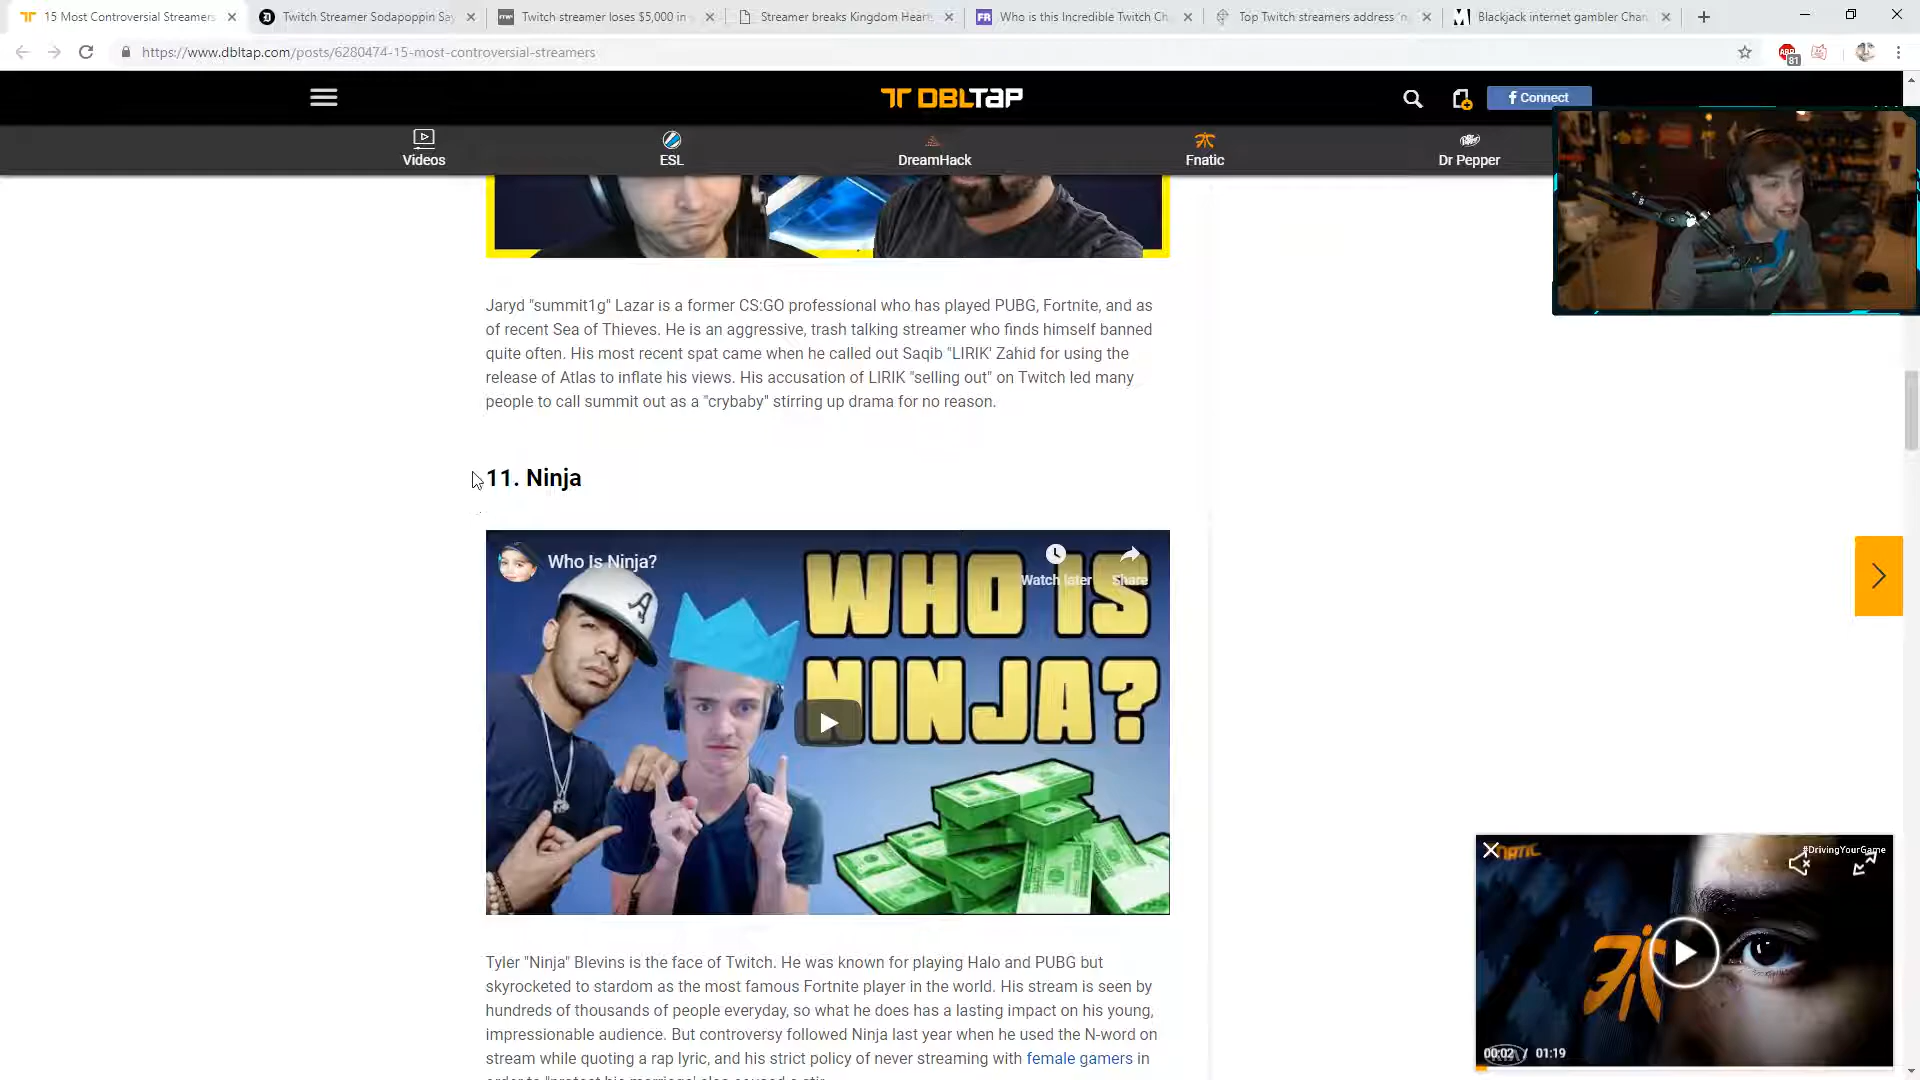 15 Most Controversial Streamers
Twitch Streamer Sodapoppin Say
Twitch streamer loses $5,000 in
Streamer breaks Kingdom Hearts
Who is this Incredible Twitch Ch
Top Twitch streamers address 'n
Blackjack internet gambler Chan
https://www.dbltap.com/posts/6280474-15-most-controversial-streamers
ABP
81
DBLTAP
f Connect
Videos
ESL
DreamHack
Fnatic
Dr Pepper
Jaryd "summit1g" Lazar is a former CS:GO professional who has played PUBG, Fortnite, and as
of recent Sea of Thieves. He is an aggressive, trash talking streamer who finds himself banned
quite often. His most recent spat came when he called out Saqib "LIRIK' Zahid for using the
release of Atlas to inflate his views. His accusation of LIRIK "selling out" on Twitch led many
people to call summit out as a "crybaby" stirring up drama for no reason.
11. Ninja
Who Is Ninja?
Watch later
Share
WHO IS
NINJA?
A
#DrivingYourGame
00:02 / 01:19
Tyler "Ninja" Blevins is the face of Twitch. He was known for playing Halo and PUBG but
skyrocketed to stardom as the most famous Fortnite player in the world. His stream is seen by
hundreds of thousands of people everyday, so what he does has a lasting impact on his young,
impressionable audience. But controversy followed Ninja last year when he used the N-word on
stream while quoting a rap lyric, and his strict policy of never streaming with female gamers in